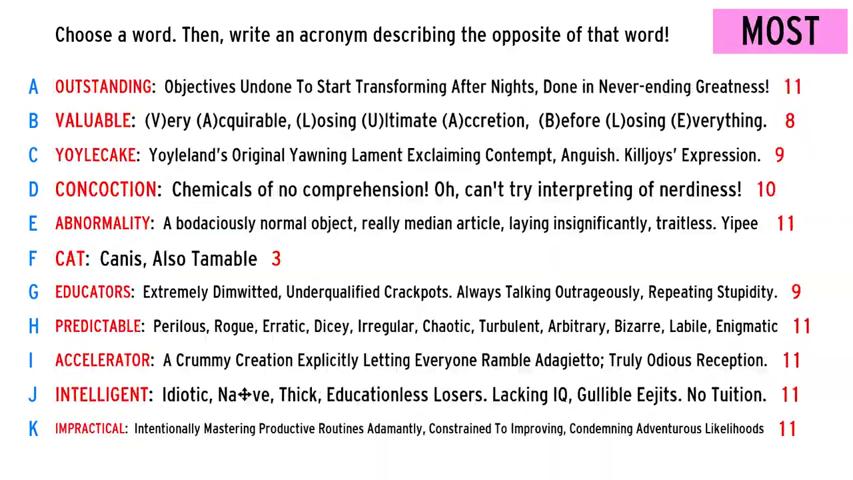 Choose a word. Then, write an acronym describing the opposite of that word! MOST
A OUTSTANDING: Objectives Undone To Start Transforming After Nights, Done in Never-ending Greatness! 11
B VALUABLE: (V)ery (A)cquirable, (L)osing (U)ltimate (A)ccretion, (B)efore (L)osing (E)verything. 8
C YOYLECAKE: Yoyleland's Original Yawning Lament Exclaiming Contempt, Anguish. Killjoys' Expression. 9
D CONCOCTION: Chemicals of no comprehension! Oh, can't try interpreting of nerdiness! 10
E ABNORMALITY: A bodaciously normal object, really median article, laying insignificantly, traitless. Yipee 11
F CAT: Canis, Also Tamable 3
G EDUCATORS: Extremely Dimwitted, Underqualified Crackpots. Always Talking Outrageously, Repeating Stupidity. 9
H PREDICTABLE: Perilous, Rogue, Erratic, Dicey, Irregular, Chaotic, Turbulent, Arbitrary, Bizarre, Labile, Enigmatic 11
I ACCELERATOR: A Crummy Creation Explicitly Letting Everyone Ramble Adagietto; Truly Odious Reception. 11
J INTELLIGENT: Idiotic, Na✣ve, Thick, Educationless Losers. Lacking IQ, Gullible Eejits. No Tuition. 11
K IMPRACTICAL: Intentionally Mastering Productive Routines Adamantly, Constrained To Improving, Condemning Adventurous Likelihoods 11